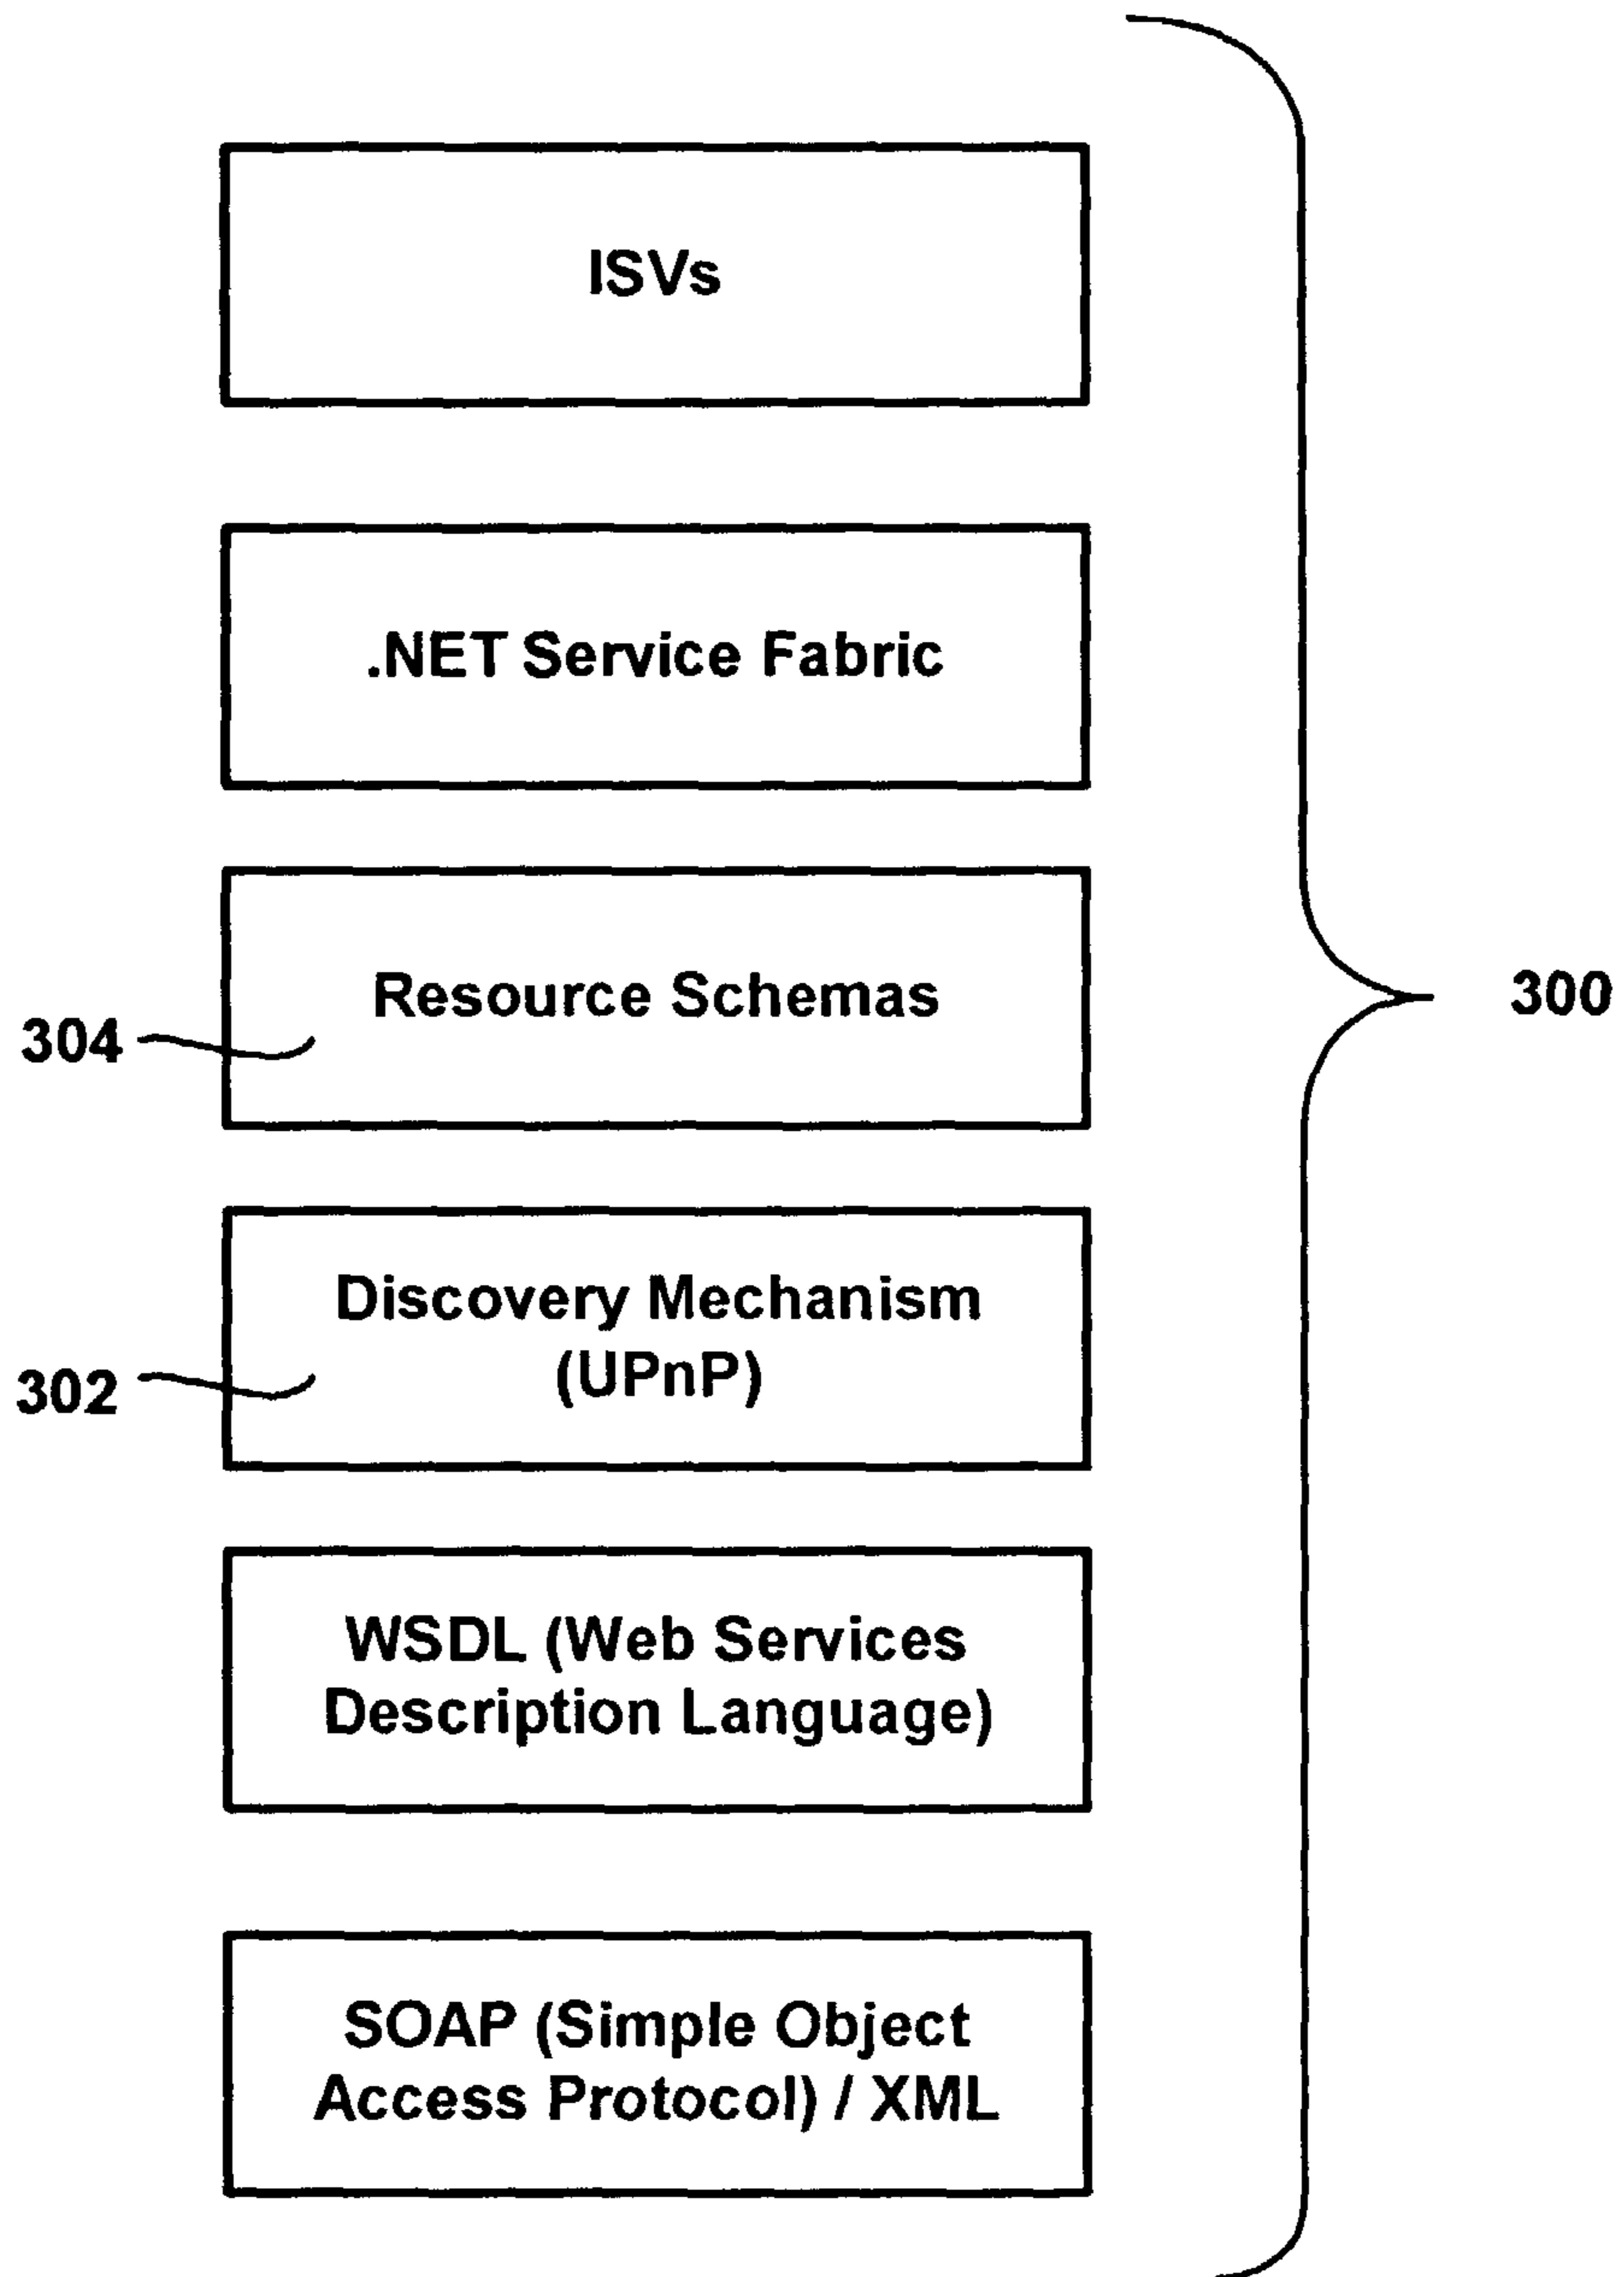 ISVs
.NET Service Fabric
Resource Schemas
304
300
Discovery Mechanism
(UPnP)
302
WSDL (Web Services
Description Language)
SOAP (Simple Object
Access Protocol) / XML